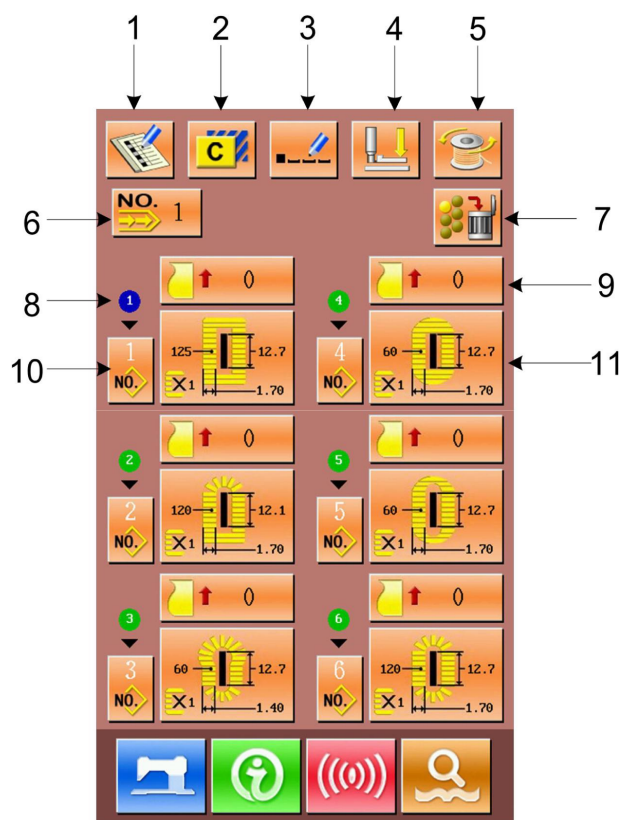 1 2 3 4 5
C
6 NO. 1 7
8 1 0 4 0 9
10 1 NO. 125 12.7 X1 1.70 4 NO. 60 12.7 X1 1.70 11
2 0 5 0
2 NO. 120 12.1 X1 1.70 5 NO. 60 12.7 X1 1.70
3 0 6 0
3 NO. 60 12.7 X1 1.40 6 NO. 120 12.7 X1 1.70
i